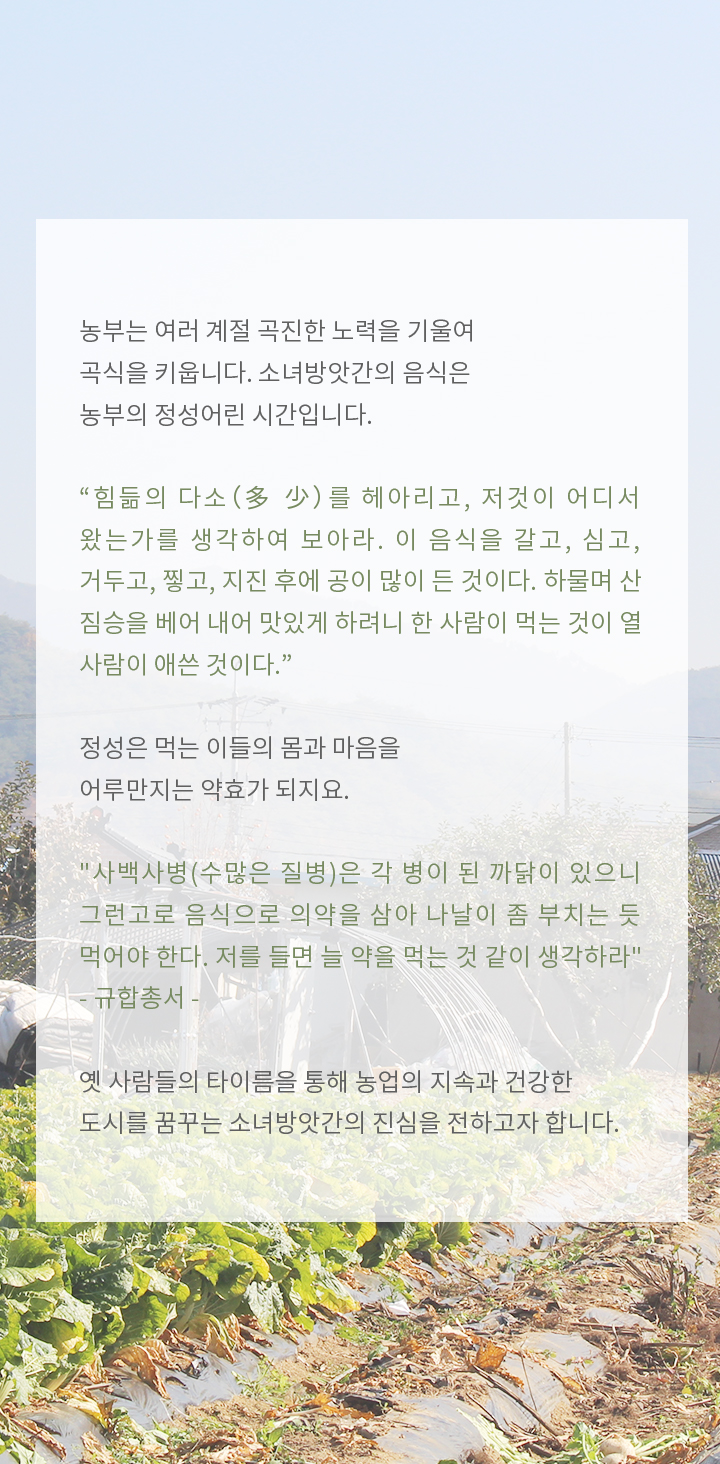 농부는 여러 계절 곡진한 노력을 기울여
곡식을 키웁니다. 소녀방앗간의 음식은
농부의 정성어린 시간입니다.
“힘듦의 다소(多 少)를 헤아리고, 저것이 어디서
왔는가를 생각하여 보아라. 이 음식을 갈고, 심고,
거두고, 찧고, 지진 후에 공이 많이 든 것이다. 하물며 산
짐승을 베어 내어 맛있게 하려니 한 사람이 먹는 것이 열
사람이 애쓴 것이다.”
정성은 먹는 이들의 몸과 마음을
어루만지는 약효가 되지요.
"사백사병(수많은 질병)은 각 병이 된 까닭이 있으니
그런고로 음식으로 의약을 삼아 나날이 좀 부치는 듯
먹어야 한다. 저를 들면 늘 약을 먹는 것 같이 생각하라"
- 규합총서 -
옛 사람들의 타이름을 통해 농업의 지속과 건강한
도시를 꿈꾸는 소녀방앗간의 진심을 전하고자 합니다.